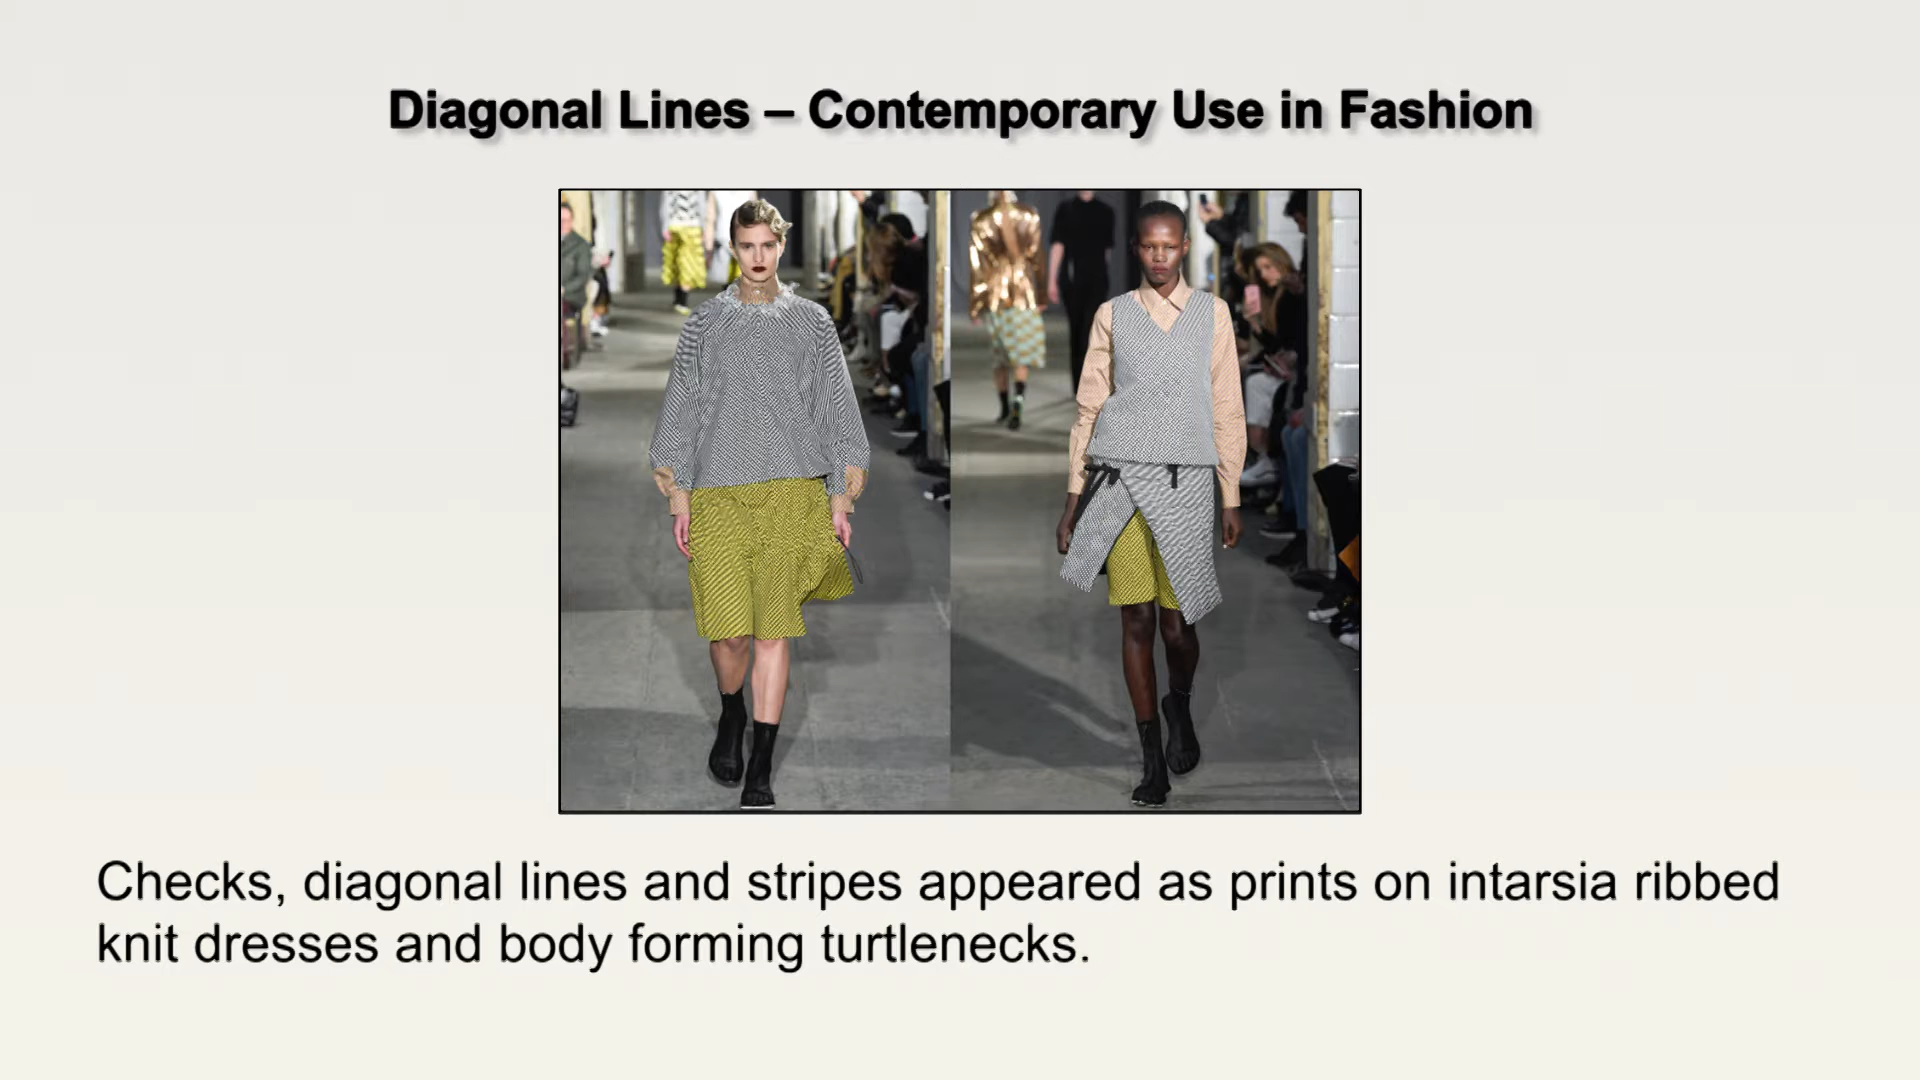 Diagonal Lines – Contemporary Use in Fashion
Checks, diagonal lines and stripes appeared as prints on intarsia ribbed
knit dresses and body forming turtlenecks.